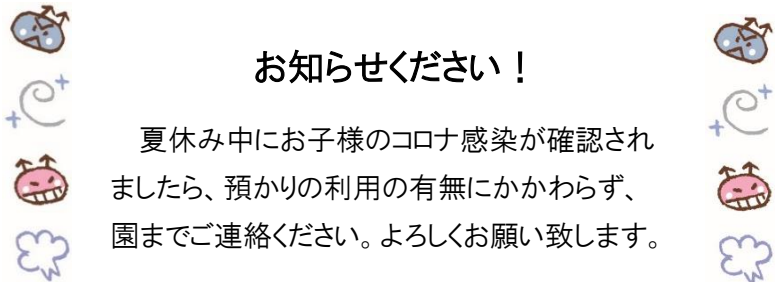 お知らせください！
夏休み中にお子様のコロナ感染が確認され
ましたら、預かりの利用の有無にかかわらず、
園までご連絡ください。よろしくお願い致します。